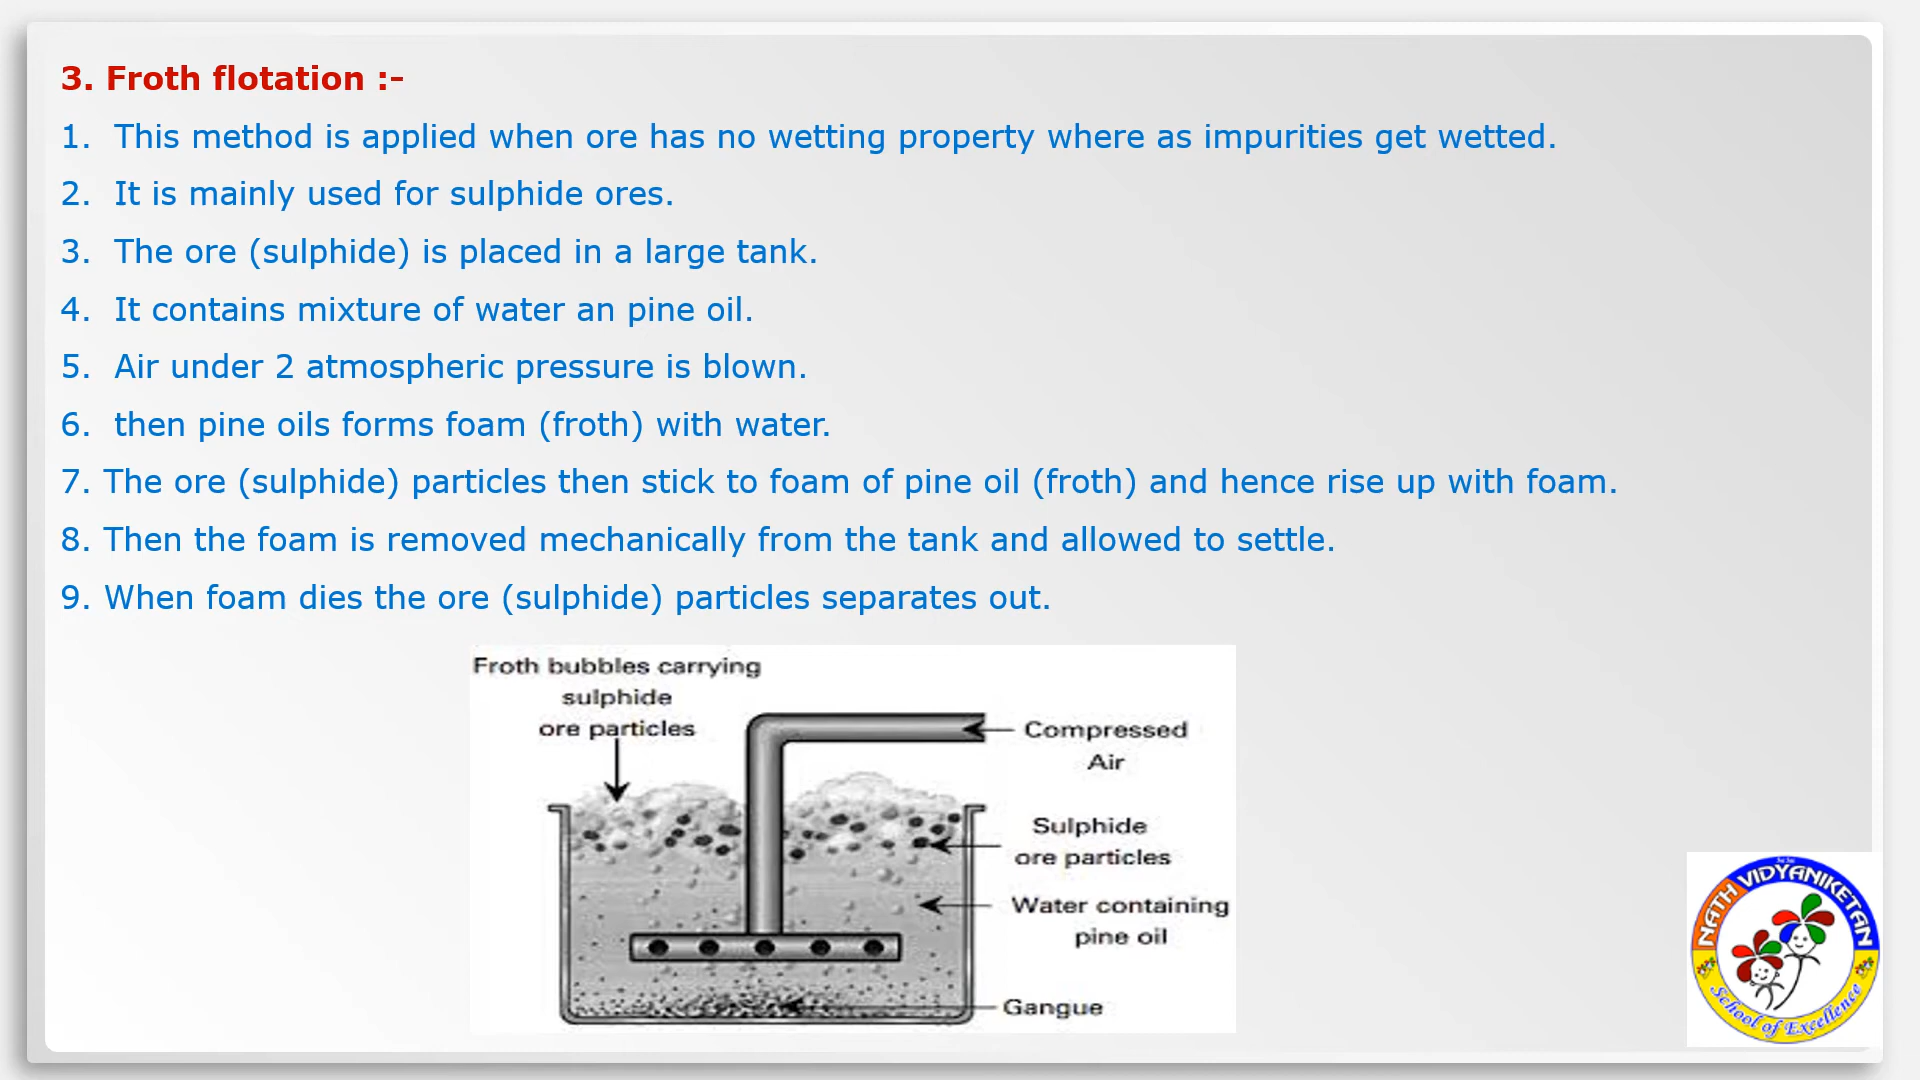 3. Froth flotation :-
1. This method is applied when ore has no wetting property where as impurities get wetted.
2. It is mainly used for sulphide ores.
3. The ore (sulphide) is placed in a large tank.
4. It contains mixture of water an pine oil.
5. Air under 2 atmospheric pressure is blown.
6. then pine oils forms foam (froth) with water.
7. The ore (sulphide) particles then stick to foam of pine oil (froth) and hence rise up with foam.
8. Then the foam is removed mechanically from the tank and allowed to settle.
9. When foam dies the ore (sulphide) particles separates out.
Froth bubbles carrying
sulphide
ore particles
Compressed
Air
Sulphide
ore particles
Water containing
pine oil
Gangue
NATH VIDYANIKETAN
School of Excellence